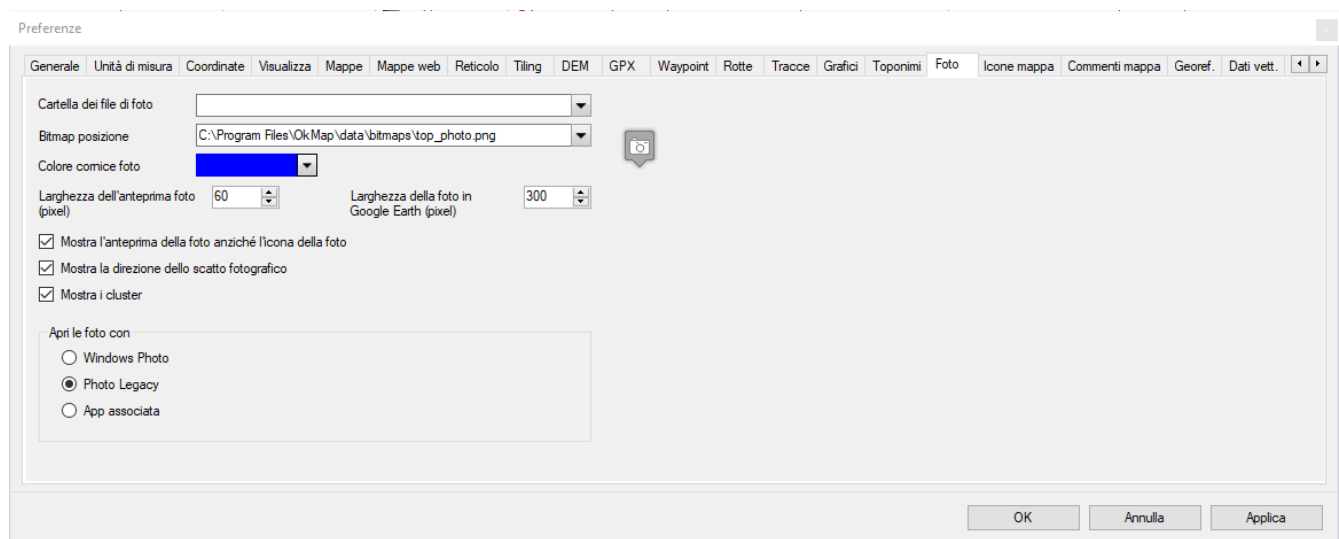 Preferenze
Generale Unità di misura Coordinate Visualizza Mappe Mappe web Reticolo Tiling DEM GPX Waypoint Rotte Tracce Grafici Toponimi Foto Icone mappa Commenti mappa Georef. Dati vett.
Cartella dei file di foto
Bitmap posizione C:\Program Files\OkMap\data\bitmaps\top_photo.png
Colore cornice foto
Larghezza dell'anteprima foto 60 Larghezza della foto in 300
(pixel) Google Earth (pixel)
Mostra l'anteprima della foto anziché l'icona della foto
Mostra la direzione dello scatto fotografico
Mostra i cluster
Apri le foto con
Windows Photo
Photo Legacy
App associata
OK Annulla Applica